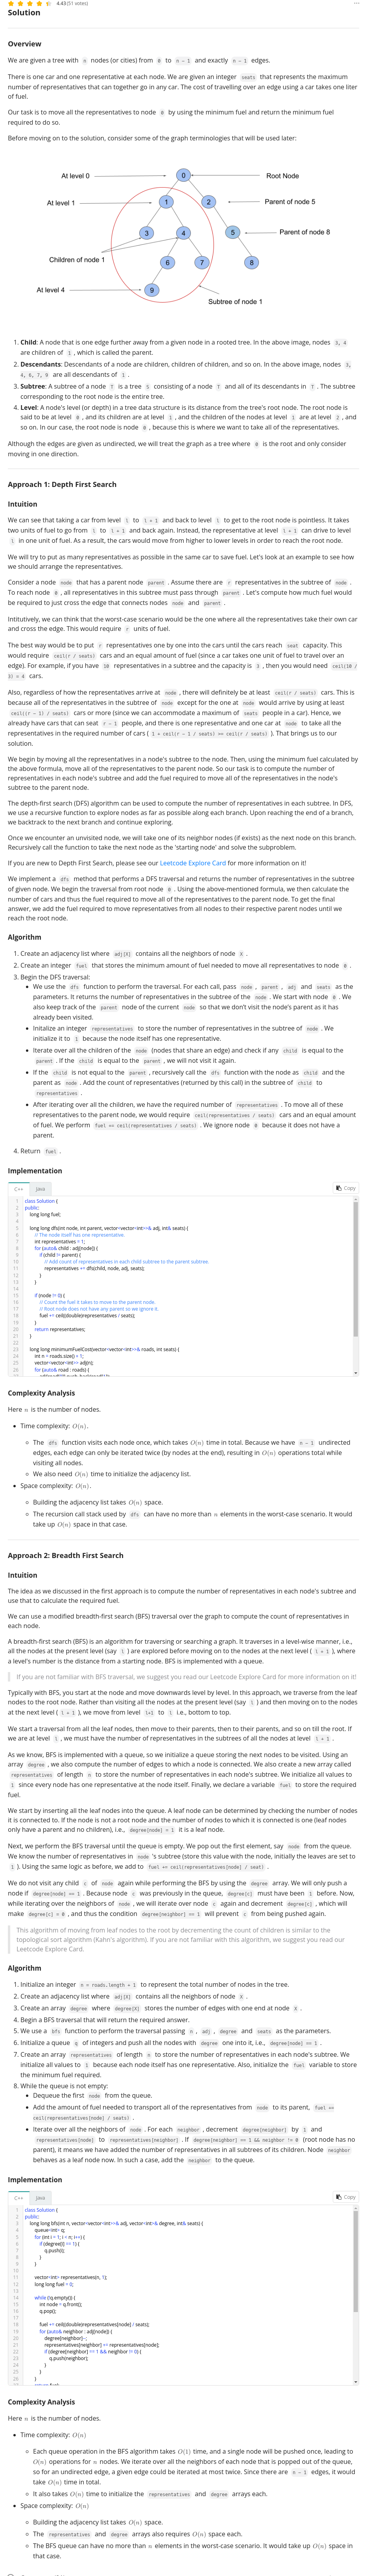 4.43 (51 votes)
Solution
Overview
We are given a tree with n nodes (or cities) from 0 to n - 1 and exactly n - 1 edges.
There is one car and one representative at each node. We are given an integer seats that represents the maximum
number of representatives that can together go in any car. The cost of travelling over an edge using a car takes one liter
of fuel.
Our task is to move all the representatives to node 0 by using the minimum fuel and return the minimum fuel
required to do so.
Before moving on to the solution, consider some of the graph terminologies that will be used later:
At level 0
0
Root Node
At level 1
1
2
Parent of node 5
3
4
5
Parent of node 8
Children of node 1
6
7
8
At level 4
9
Subtree of node 1
1. Child: A node that is one edge further away from a given node in a rooted tree. In the above image, nodes 3, 4
are children of 1, which is called the parent.
2. Descendants: Descendants of a node are children, children of children, and so on. In the above image, nodes 3,
4, 6, 7, 9 are all descendants of 1.
3. Subtree: A subtree of a node T is a tree S consisting of a node T and all of its descendants in T. The subtree
corresponding to the root node is the entire tree.
4. Level: A node's level (or depth) in a tree data structure is its distance from the tree's root node. The root node is
said to be at level 0, and its children are at level 1, and the children of the nodes at level 1 are at level 2, and
so on. In our case, the root node is node 0, because this is where we want to take all of the representatives.
Although the edges are given as undirected, we will treat the graph as a tree where 0 is the root and only consider
moving in one direction.
Approach 1: Depth First Search
Intuition
We can see that taking a car from level l to l + 1 and back to level l to get to the root node is pointless. It takes
two units of fuel to go from l to l + 1 and back again. Instead, the representative at level l + 1 can drive to level
l in one unit of fuel. As a result, the cars would move from higher to lower levels in order to reach the root node.
We will try to put as many representatives as possible in the same car to save fuel. Let's look at an example to see how
we should arrange the representatives.
Consider a node node that has a parent node parent. Assume there are r representatives in the subtree of node.
To reach node 0, all representatives in this subtree must pass through parent. Let's compute how much fuel would
be required to just cross the edge that connects nodes node and parent.
Intituitively, we can think that the worst-case scenario would be the one in which every representative takes their own car
and cross the edge. This would require r units of fuel.
The best way would be to put r representatives one by one into the cars until the cars reach seat capacity. This
would require ceil(r / seats) cars and an equal amount of fuel (since a car takes one unit of fuel to travel over an
edge). For example, if you have 10 representatives in a subtree and the capacity is 3, then you would need ceil(10 /
3) = 4 cars.
Also, regardless of how the representatives arrive at node, there will definitely be at least ceil(r / seats) cars. This is
because all of the representatives in the subtree of node except for the one at node would arrive by using at least
ceil((r - 1) / seats) cars or more (since we can accommodate a maximum of seats people in a car). Hence, we
already have cars that can seat r - 1 people, and there is one representative and one car at node to take all the
representatives in the required number of cars ( 1 + ceil(r - 1 / seats) >= ceil(r / seats) ). That brings us to our
solution.
We begin by moving all the representatives in a node's subtree to the node. Then, using the minimum fuel calculated
by the above formula, move all of the representatives to the parent node. So our task is to compute the number of
representatives in each node's subtree and add the fuel required to move all of the representatives in the node's
subtree to the parent node.
The depth-first search (DFS) algorithm can be used to compute the number of representatives in each subtree. In DFS,
we use a recursive function to explore nodes as far as possible along each branch. Upon reaching the end of a branch,
we backtrack to the next branch and continue exploring.
Once we encounter an unvisited node, we will take one of its neighbor nodes (if exists) as the next node on this branch.
Recursively call the function to take the next node as the 'starting node' and solve the subproblem.
If you are new to Depth First Search, please see our Leetcode Explore Card for more information on it!
We implement a dfs method that performs a DFS traversal and returns the number of representatives in the subtree
of given node. We begin the traversal from root node 0. Using the above-mentioned formula, we then calculate the
number of cars and thus the fuel required to move all of the representatives to the parent node. To get the final
answer, we add the fuel required to move representatives from all nodes to their respective parent nodes until we
reach the root node.
Algorithm
1. Create an adjacency list where adj[X] contains all the neighbors of node X.
2. Create an integer fuel that stores the minimum amount of fuel needed to move all representatives to node 0.
3. Begin the DFS traversal:
• We use the dfs function to perform the traversal. For each call, pass node, parent, adj and seats as the
parameters. It returns the number of representatives in the subtree of the node. We start with node 0. We
also keep track of the parent node of the current node so that we don't visit the node's parent as it has
already been visited.
• Initialize an integer representatives to store the number of representatives in the subtree of node. We
initialize it to 1 because the node itself has one representative.
• Iterate over all the children of the node (nodes that share an edge) and check if any child is equal to the
parent. If the child is equal to the parent, we will not visit it again.
• If the child is not equal to the parent, recursively call the dfs function with the node as child and the
parent as node. Add the count of representatives (returned by this call) in the subtree of child to
representatives.
• After iterating over all children, we have the required number of representatives. To move all of these
representatives to the parent node, we would require ceil(representatives / seats) cars and an equal amount
of fuel. We perform fuel += ceil(representatives / seats). We ignore node 0 because it does not have a
parent.
4. Return fuel.
Implementation
C++ Java Copy
1 class Solution {
2 public:
3 long long fuel;
4
5 long long dfs(int node, int parent, vector<vector<int>>& adj, int& seats) {
6 // The node itself has one representative.
7 int representatives = 1;
8 for (auto& child : adj[node]) {
9 if (child != parent) {
10 // Add count of representatives in each child subtree to the parent subtree.
11 representatives += dfs(child, node, adj, seats);
12 }
13 }
14
15 if (node != 0) {
16 // Count the fuel it takes to move to the parent node.
17 // Root node does not have any parent so we ignore it.
18 fuel += ceil((double)representatives / seats);
19 }
20 return representatives;
21 }
22
23 long long minimumFuelCost(vector<vector<int>>& roads, int seats) {
24 int n = roads.size() + 1;
25 vector<vector<int>> adj(n);
26 for (auto& road : roads) {
Complexity Analysis
Here n is the number of nodes.
• Time complexity: O(n).
• The dfs function visits each node once, which takes O(n) time in total. Because we have n - 1 undirected
edges, each edge can only be iterated twice (by nodes at the end), resulting in O(n) operations total while
visiting all nodes.
• We also need O(n) time to initialize the adjacency list.
• Space complexity: O(n).
• Building the adjacency list takes O(n) space.
• The recursion call stack used by dfs can have no more than n elements in the worst-case scenario. It would
take up O(n) space in that case.
Approach 2: Breadth First Search
Intuition
The idea as we discussed in the first approach is to compute the number of representatives in each node's subtree and
use that to calculate the required fuel.
We can use a modified breadth-first search (BFS) traversal over the graph to compute the count of representatives in
each node.
A breadth-first search (BFS) is an algorithm for traversing or searching a graph. It traverses in a level-wise manner, i.e.,
all the nodes at the present level (say l) are explored before moving on to the nodes at the next level ( l + 1 ), where
a level's number is the distance from a starting node. BFS is implemented with a queue.
If you are not familiar with BFS traversal, we suggest you read our Leetcode Explore Card for more information on it!
Typically with BFS, you start at the node and move downwards level by level. In this approach, we traverse from the leaf
nodes to the root node. Rather than visiting all nodes at the present level (say l) and then moving on to the nodes
at the next level ( l + 1 ), we move from level l+1 to l i.e., bottom to top.
We start a traversal from all the leaf nodes, then move to their parents, then to their parents, and so on till the root. If
we are at level l, we must have the number of representatives of the subtrees of all the nodes at level l + 1.
As we know, BFS is implemented with a queue, so we initialize a queue storing the next nodes to be visited. Using an
array degree, we also compute the number of edges to which a node is connected. We also create a new array called
representatives of length n to store the number of representatives in each node's subtree. We initialize all values to
1 since every node has one representative at the node itself. Finally, we declare a variable fuel to store the required
fuel.
We start by inserting all the leaf nodes into the queue. A leaf node can be determined by checking the number of nodes
it is connected to. If the node is not a root node and the number of nodes to which it is connected is one (leaf nodes
only have a parent and no children), i.e., degree[node] = 1 it is a leaf node.
Next, we perform the BFS traversal until the queue is empty. We pop out the first element, say node from the queue.
We know the number of representatives in node 's subtree (store this value with the node, initially the leaves are set to
1 ). Using the same logic as before, we add to fuel += ceil(representatives[node] / seat).
We do not visit any child c of node again while performing the BFS by using the degree array. We will only push a
node if degree[node] == 1. Because node c was previously in the queue, degree[c] must have been 1 before. Now,
while iterating over the neighbors of node, we will iterate over node c again and decrement degree[c], which will
make degree[c] = 0, and thus the condition degree[neighbor] == 1 will prevent c from being pushed again.
This algorithm of moving from leaf nodes to the root by decrementing the count of children is similar to the
topological sort algorithm (Kahn's algorithm). If you are not familiar with this algorithm, we suggest you read our
Leetcode Explore Card.
Algorithm
1. Initialize an integer n = roads.length + 1 to represent the total number of nodes in the tree.
2. Create an adjacency list where adj[X] contains all the neighbors of node X.
3. Create an array degree where degree[X] stores the number of edges with one end at node X.
4. Begin a BFS traversal that will return the required answer.
5. We use a bfs function to perform the traversal passing n, adj, degree and seats as the parameters.
6. Initialize a queue q of integers and push all the nodes with degree one into it, i.e., degree[node] == 1.
7. Create an array representatives of length n to store the number of representatives in each node's subtree. We
initialize all values to 1 because each node itself has one representative. Also, initialize the fuel variable to store
the minimum fuel required.
8. While the queue is not empty:
• Dequeue the first node from the queue.
• Add the amount of fuel needed to transport all of the representatives from node to its parent, fuel +=
ceil(representatives[node] / seats).
• Iterate over all the neighbors of node. For each neighbor, decrement degree[neighbor] by 1 and
representatives[node] to representatives[neighbor]. If degree[neighbor] == 1 && neighbor != 0 (root node has no
parent), it means we have added the number of representatives in all subtrees of its children. Node neighbor
behaves as a leaf node now. In such a case, add the neighbor to the queue.
Implementation
C++ Java Copy
1 class Solution {
2 public:
3 long long bfs(int n, vector<vector<int>>& adj, vector<int>& degree, int& seats) {
4 queue<int> q;
5 for (int i = 1; i < n; i++) {
6 if (degree[i] == 1) {
7 q.push(i);
8 }
9 }
10
11 vector<int> representatives(n, 1);
12 long long fuel = 0;
13
14 while (!q.empty()) {
15 int node = q.front();
16 q.pop();
17
18 fuel += ceil((double)representatives[node] / seats);
19 for (auto& neighbor : adj[node]) {
20 degree[neighbor]--;
21 representatives[neighbor] += representatives[node];
22 if (degree[neighbor] == 1 && neighbor != 0) {
23 q.push(neighbor);
24 }
25 }
26 }
Complexity Analysis
Here n is the number of nodes.
• Time complexity: O(n)
• Each queue operation in the BFS algorithm takes O(1) time, and a single node will be pushed once, leading to
O(n) operations for n nodes. We iterate over all the neighbors of each node that is popped out of the queue,
so for an undirected edge, a given edge could be iterated at most twice. Since there are n - 1 edges, it would
take O(n) time in total.
• It also takes O(n) time to initialize the representatives and degree arrays each.
• Space complexity: O(n)
• Building the adjacency list takes O(n) space.
• The representatives and degree arrays also requires O(n) space each.
• The BFS queue can have no more than n elements in the worst-case scenario. It would take up O(n) space in
that case.